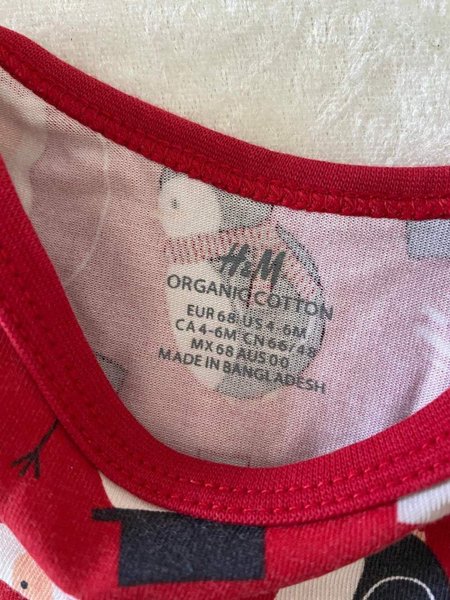 H&M
ORGANIC COTTON
EUR 68 US 4-6M
CA 4-6M CN 66/48
MX 68 AUS 00
MADE IN BANGLADESH